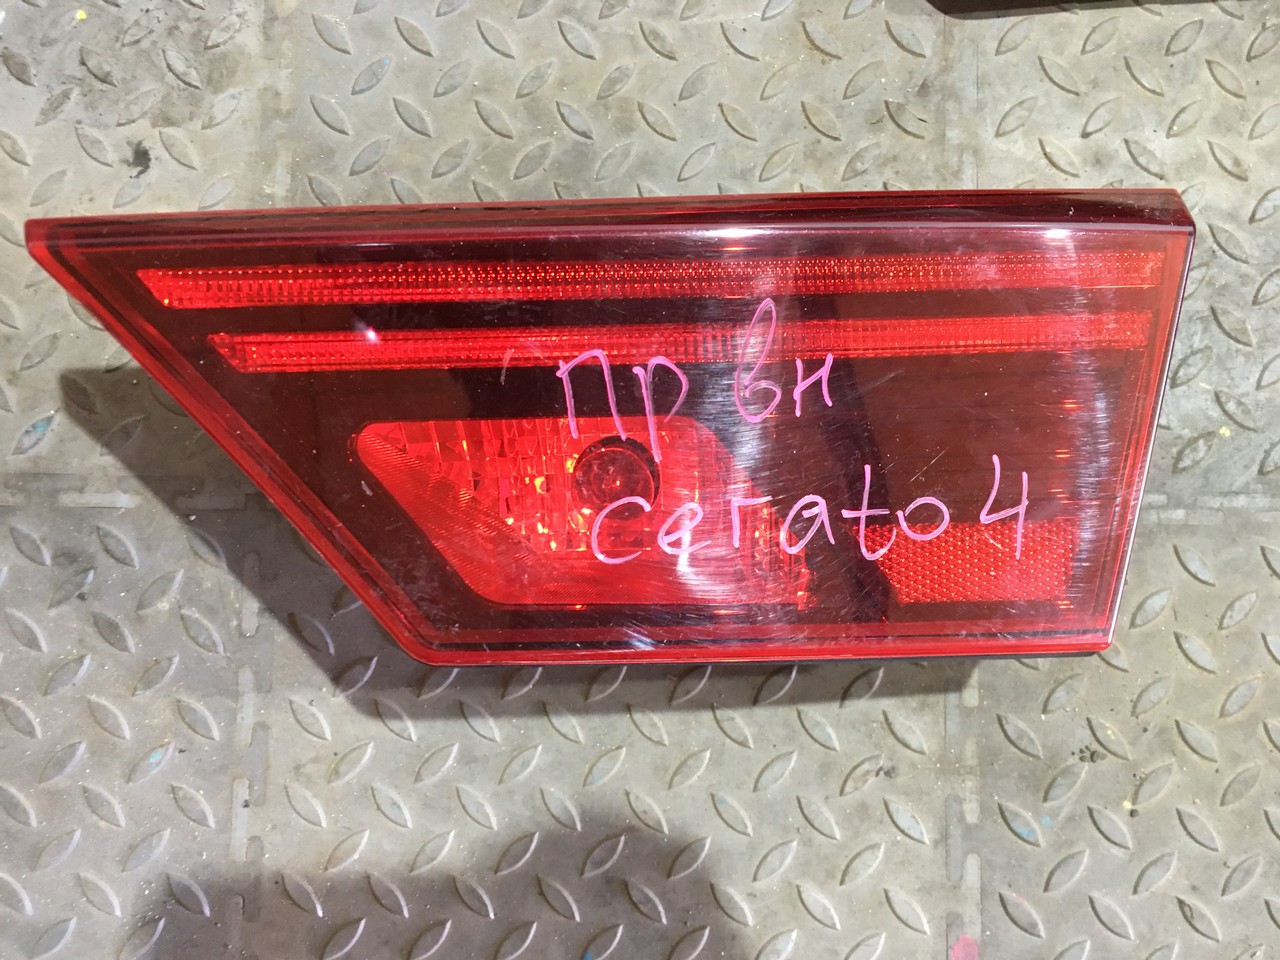 пр вн
cerato 4